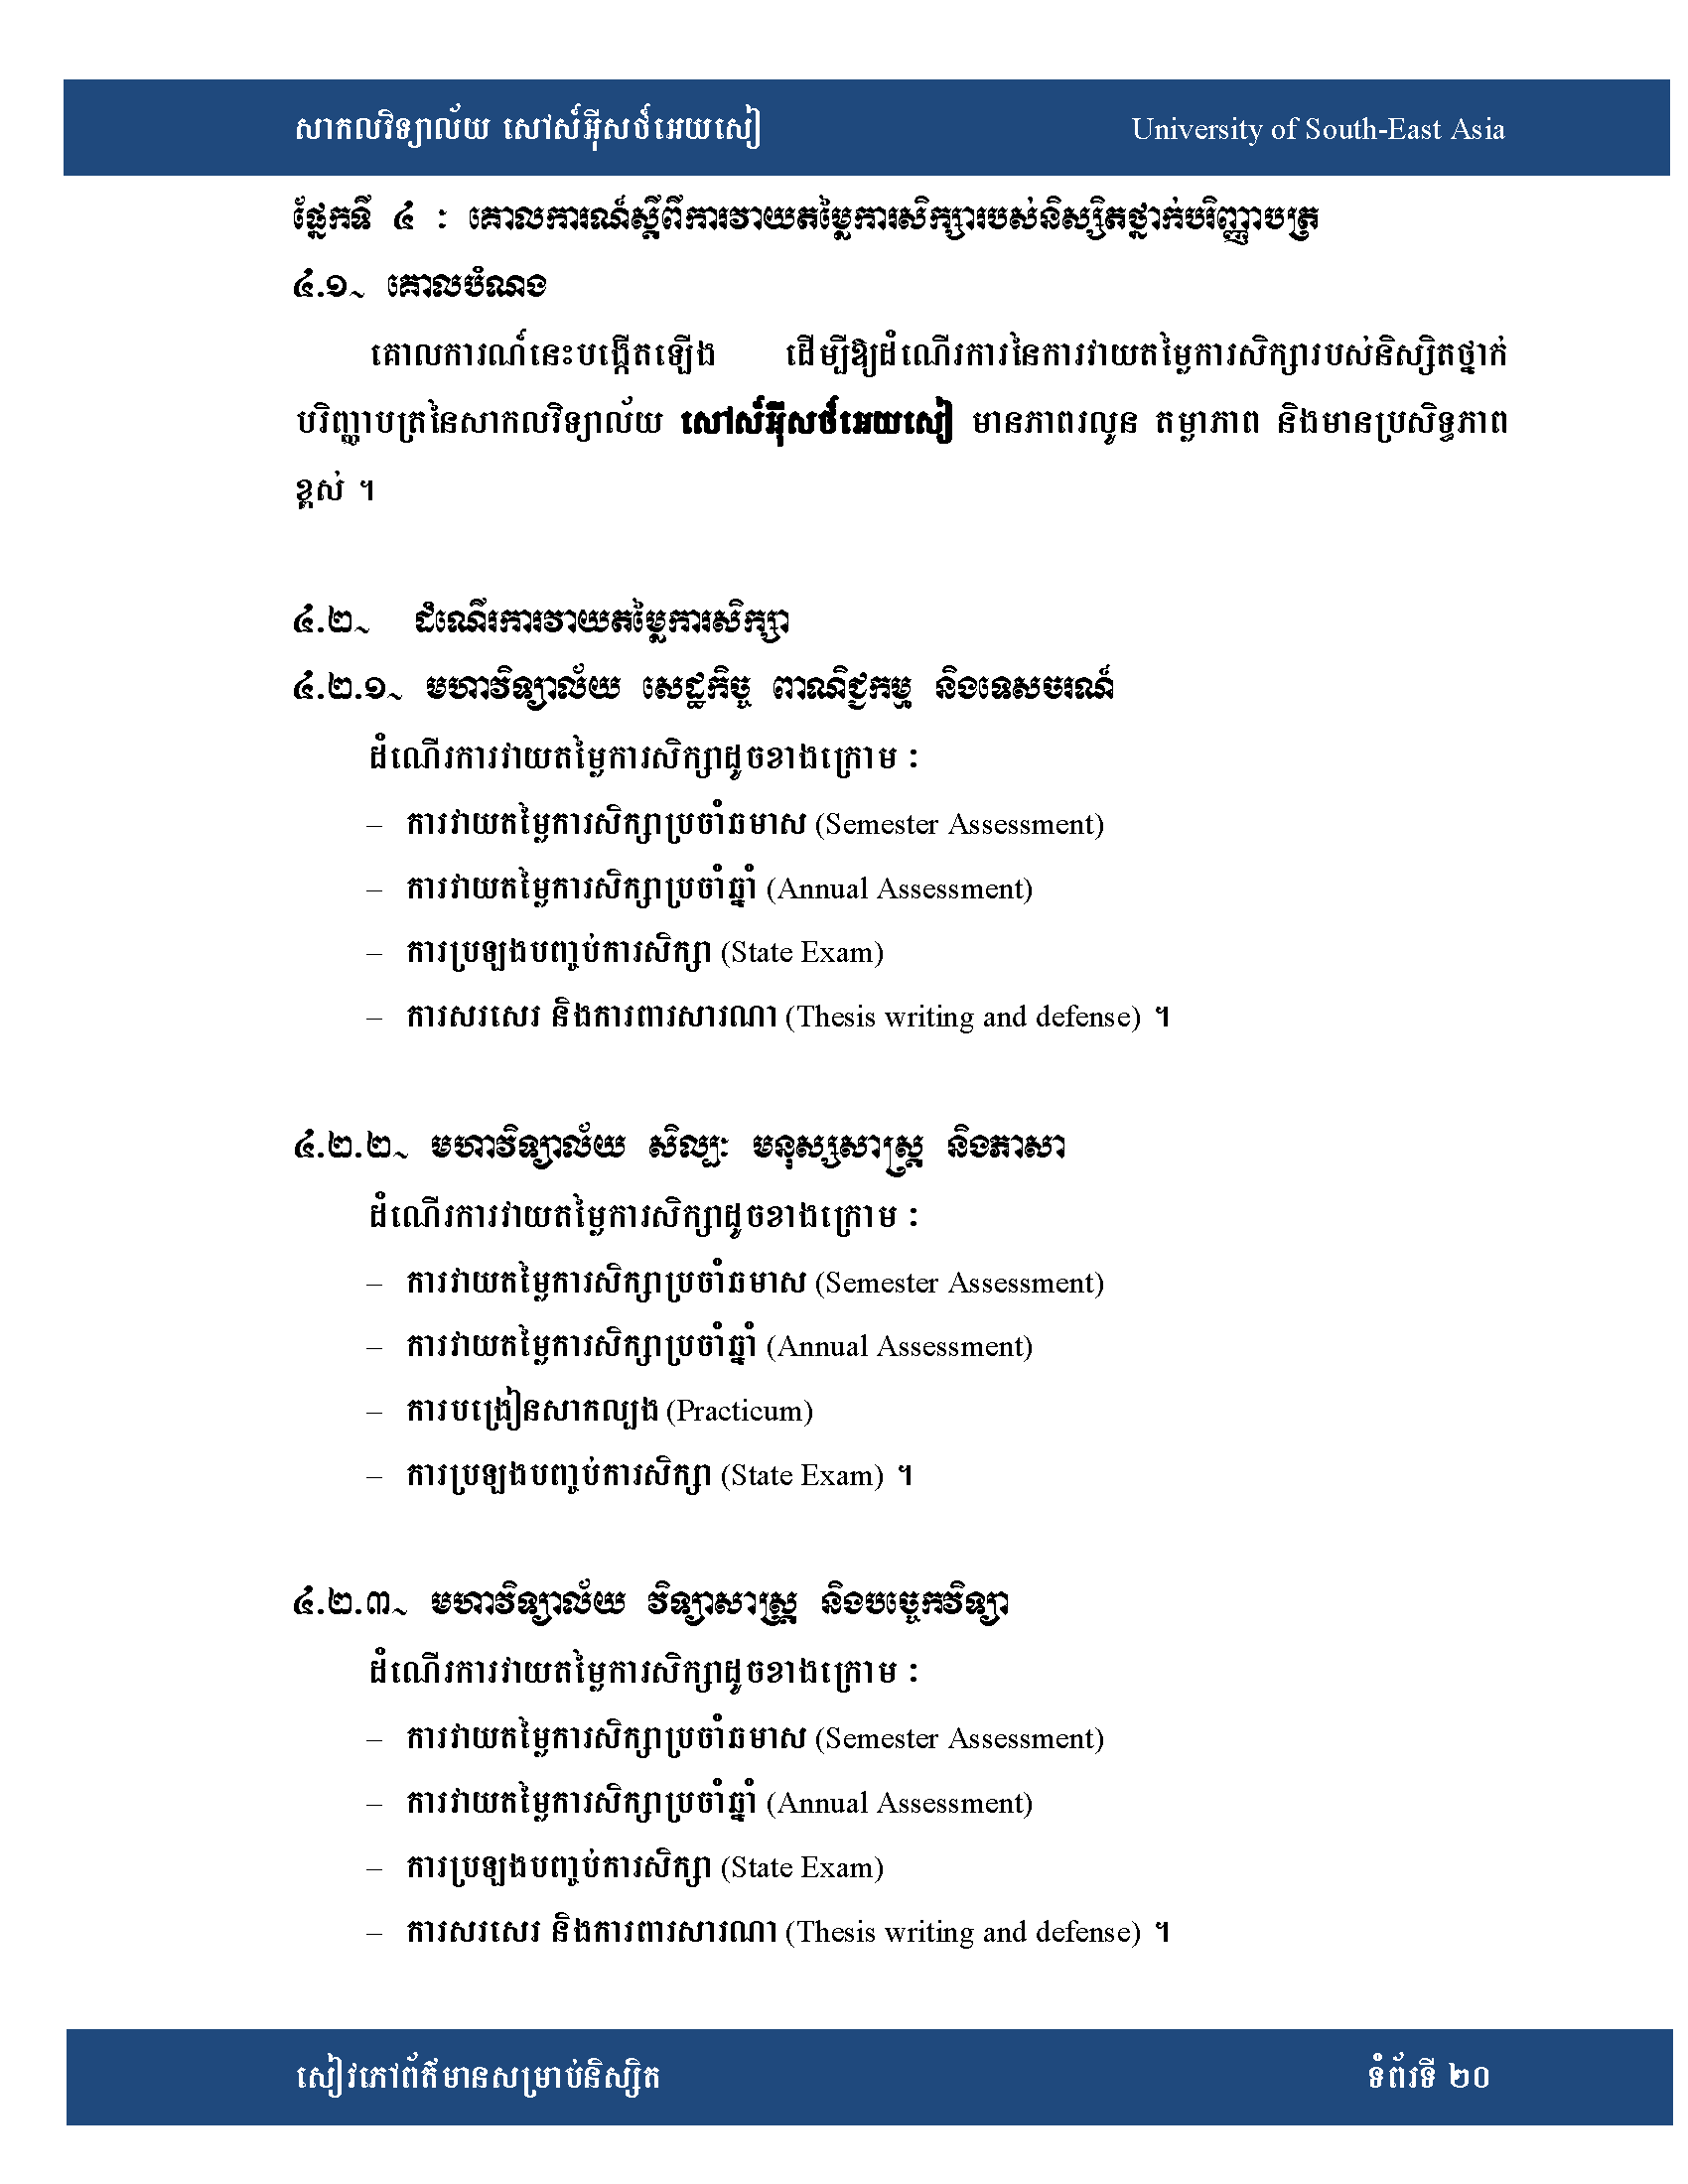 សាកលវិទ្យាល័យ សៅស៍អ៊ីសថ៍អេយសៀ University of South-East Asia
ផ្នែកទី ៤ : គោលការណ៍ស្តីពីការវាយតម្លៃការសិក្សារបស់និស្សិតថ្នាក់បរិញ្ញាបត្រ
៤.១~ គោលបំណង
គោលការណ៍នេះបង្កើតឡើង ដើម្បីឱ្យដំណើរការនៃការវាយតម្លៃការសិក្សារបស់និស្សិតថ្នាក់
បរិញ្ញាបត្រនៃសាកលវិទ្យាល័យ សៅស៍អ៊ីសថ៍អេយសៀ មានភាពរលូន តម្លាភាព និងមានប្រសិទ្ធភាព
ខ្ពស់ ។
៤.២~ ដំណើរការវាយតម្លៃការសិក្សា
៤.២.១~ មហាវិទ្យាល័យ សេដ្ឋកិច្ច ពាណិជ្ជកម្ម និងទេសចរណ៍
ដំណើរការវាយតម្លៃការសិក្សាដូចខាងក្រោម :
– ការវាយតម្លៃការសិក្សាប្រចាំឆមាស (Semester Assessment)
– ការវាយតម្លៃការសិក្សាប្រចាំឆ្នាំ (Annual Assessment)
– ការប្រឡងបញ្ចប់ការសិក្សា (State Exam)
– ការសរសេរ និងការពារសារណា (Thesis writing and defense) ។
៤.២.២~ មហាវិទ្យាល័យ សិល្បៈ មនុស្សសាស្ត្រ និងភាសា
ដំណើរការវាយតម្លៃការសិក្សាដូចខាងក្រោម :
– ការវាយតម្លៃការសិក្សាប្រចាំឆមាស (Semester Assessment)
– ការវាយតម្លៃការសិក្សាប្រចាំឆ្នាំ (Annual Assessment)
– ការបង្រៀនសាកល្បង (Practicum)
– ការប្រឡងបញ្ចប់ការសិក្សា (State Exam) ។
៤.២.៣~ មហាវិទ្យាល័យ វិទ្យាសាស្ត្រ និងបច្ចេកវិទ្យា
ដំណើរការវាយតម្លៃការសិក្សាដូចខាងក្រោម :
– ការវាយតម្លៃការសិក្សាប្រចាំឆមាស (Semester Assessment)
– ការវាយតម្លៃការសិក្សាប្រចាំឆ្នាំ (Annual Assessment)
– ការប្រឡងបញ្ចប់ការសិក្សា (State Exam)
– ការសរសេរ និងការពារសារណា (Thesis writing and defense) ។
សៀវភៅព័ត៌មានសម្រាប់និស្សិត ទំព័រទី ២០